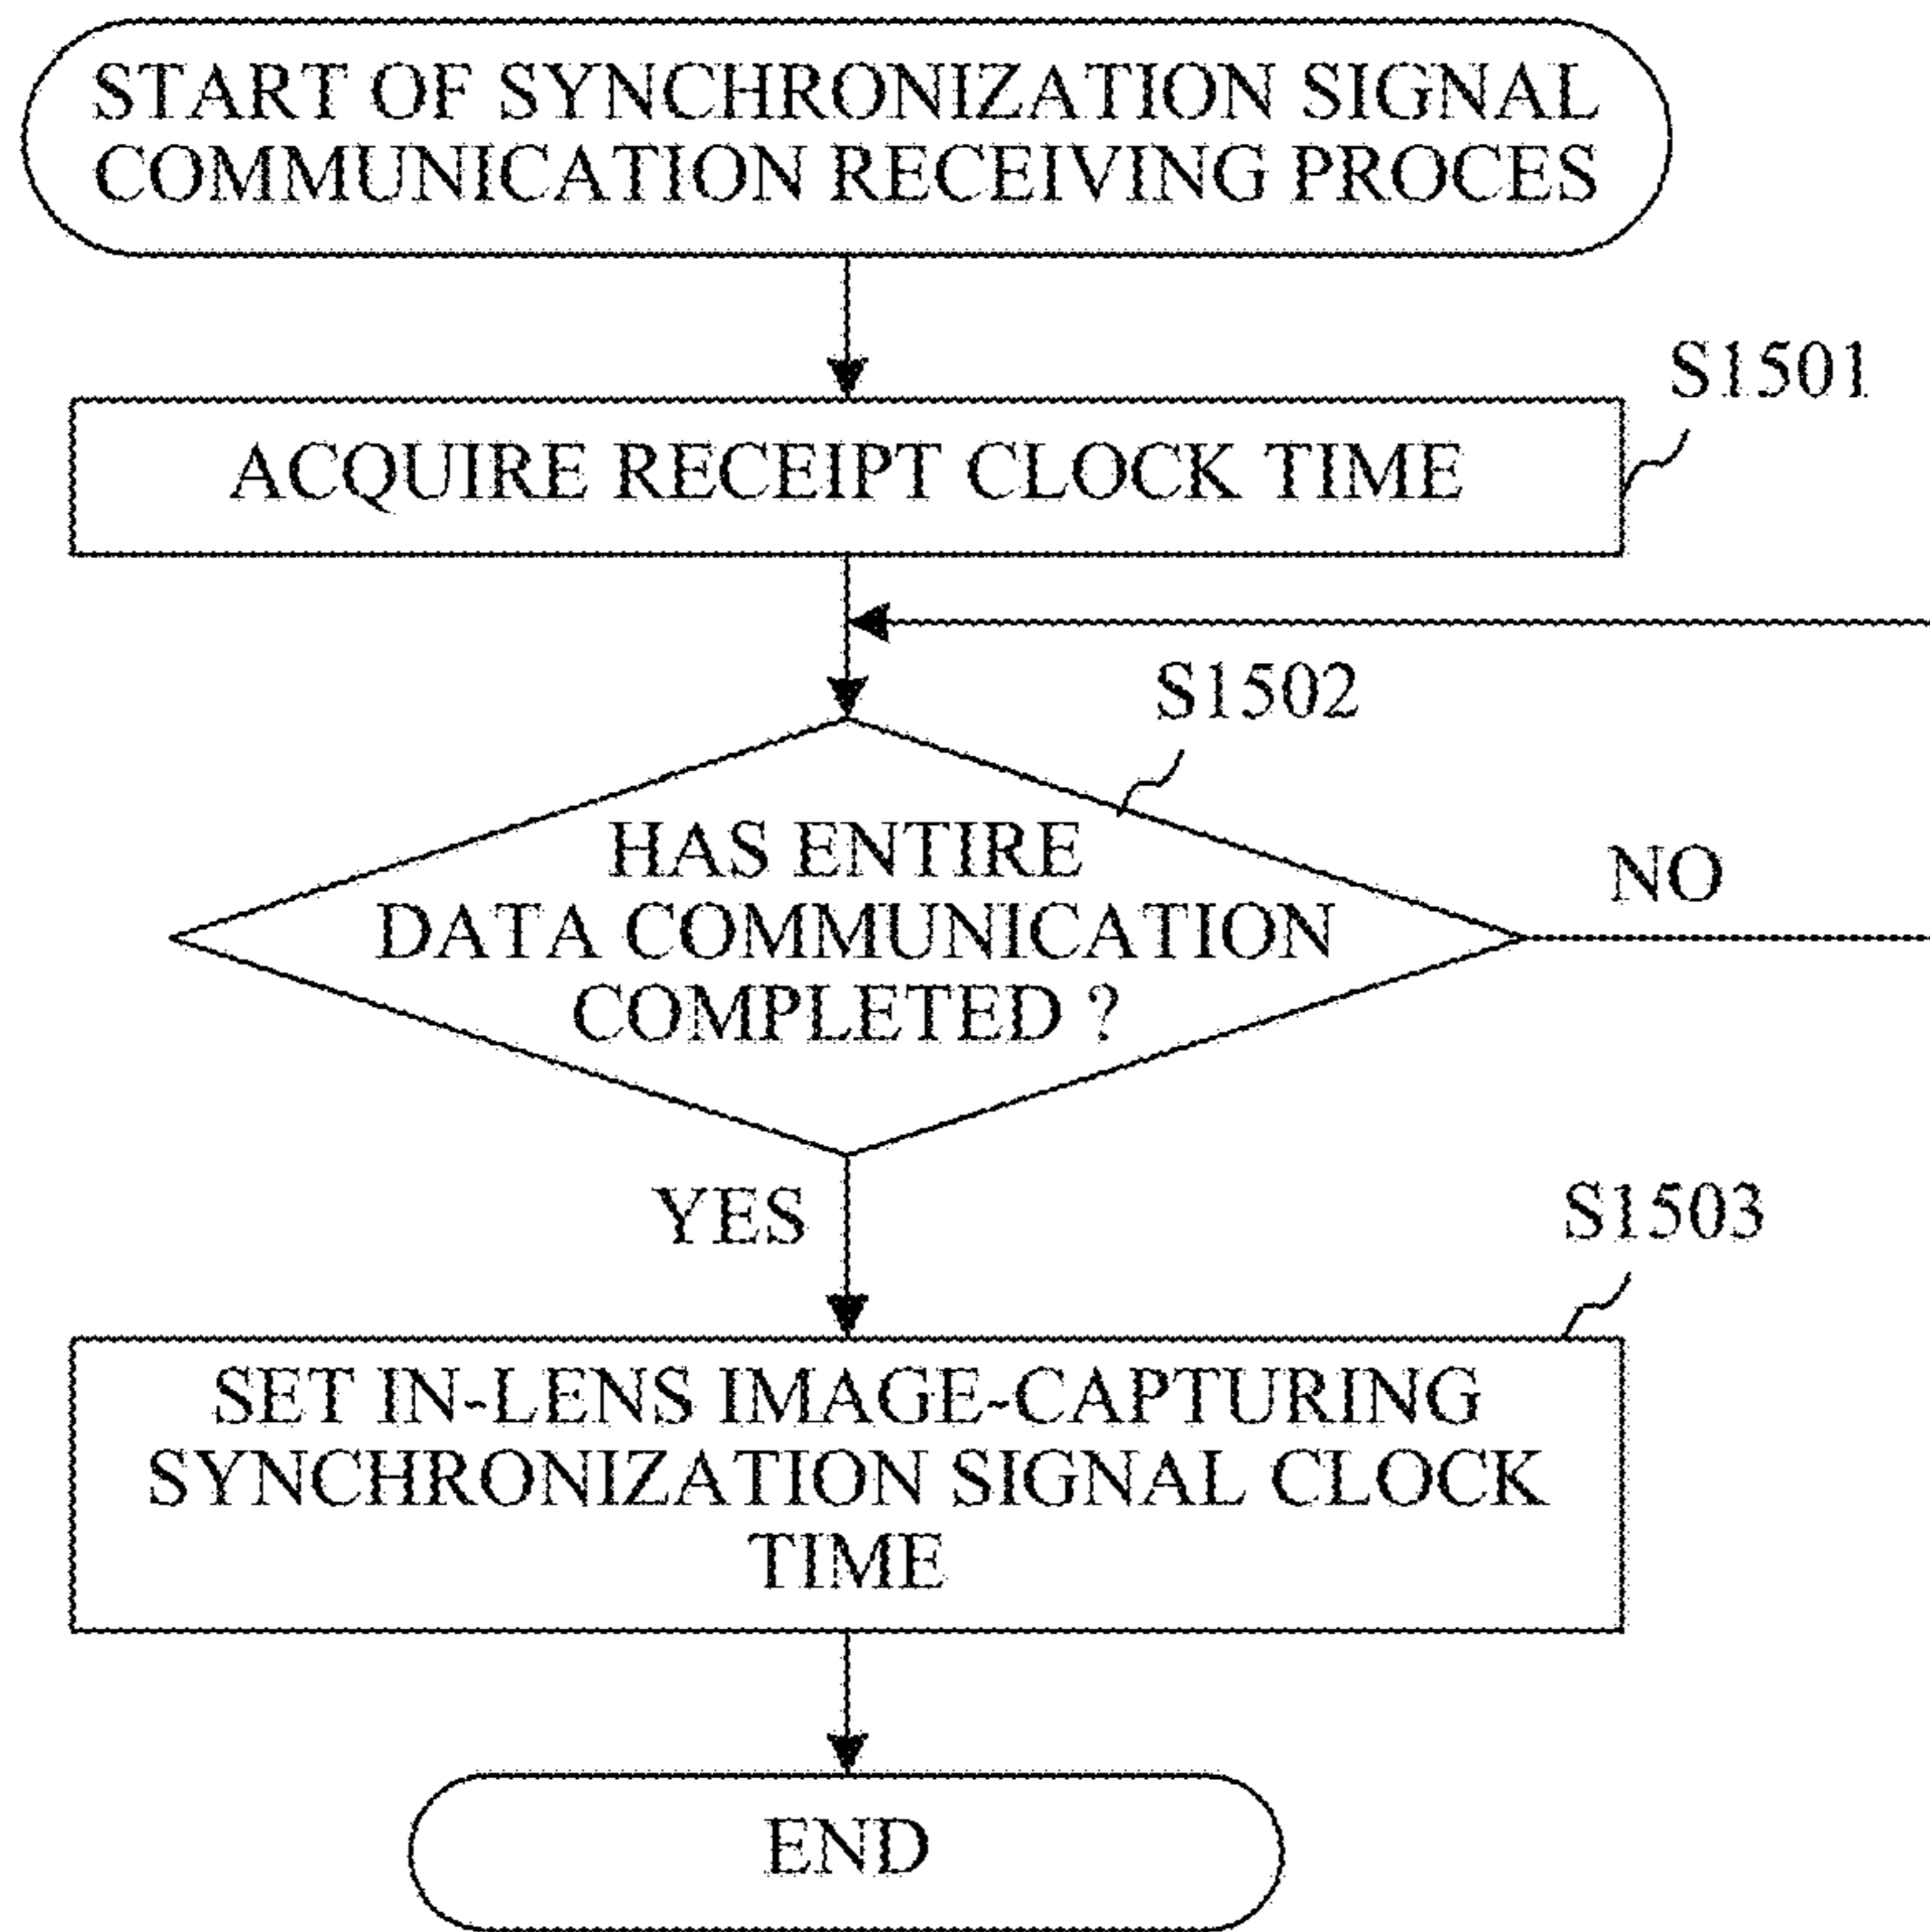 START OF SYNCHRONIZATION SIGNAL
COMMUNICATION RECEIVING PROCES
S1501
ACQUIRE RECEIPT CLOCK TIME
S1502
HAS ENTIRE
DATA COMMUNICATION
COMPLETED ?
NO
YES
S1503
SET IN-LENS IMAGE-CAPTURING
SYNCHRONIZATION SIGNAL CLOCK
TIME
END